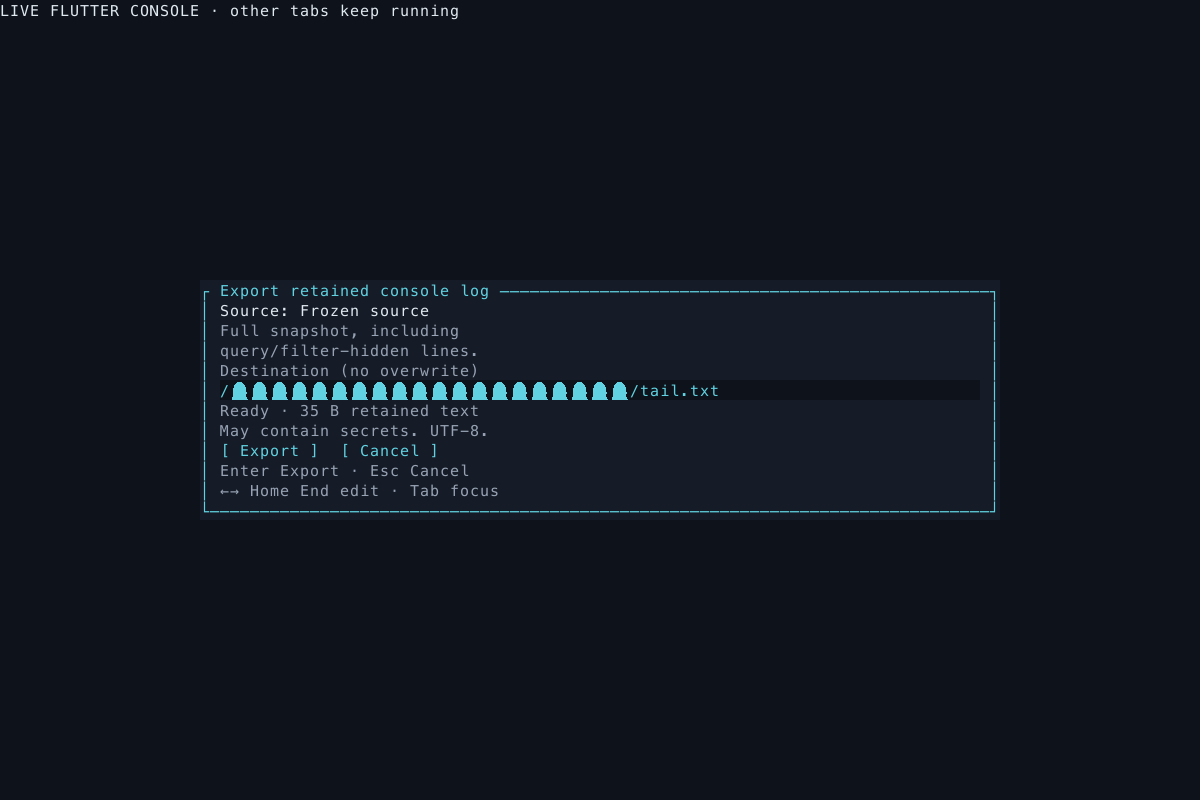 LIVE FLUTTER CONSOLE · other tabs keep running
Export retained console log
Source: Frozen source
Full snapshot, including
query/filter-hidden lines.
Destination (no overwrite)
/ /tail.txt
Ready · 35 B retained text
May contain secrets. UTF-8.
[ Export ]  [ Cancel ]
Enter Export · Esc Cancel
←→ Home End edit · Tab focus